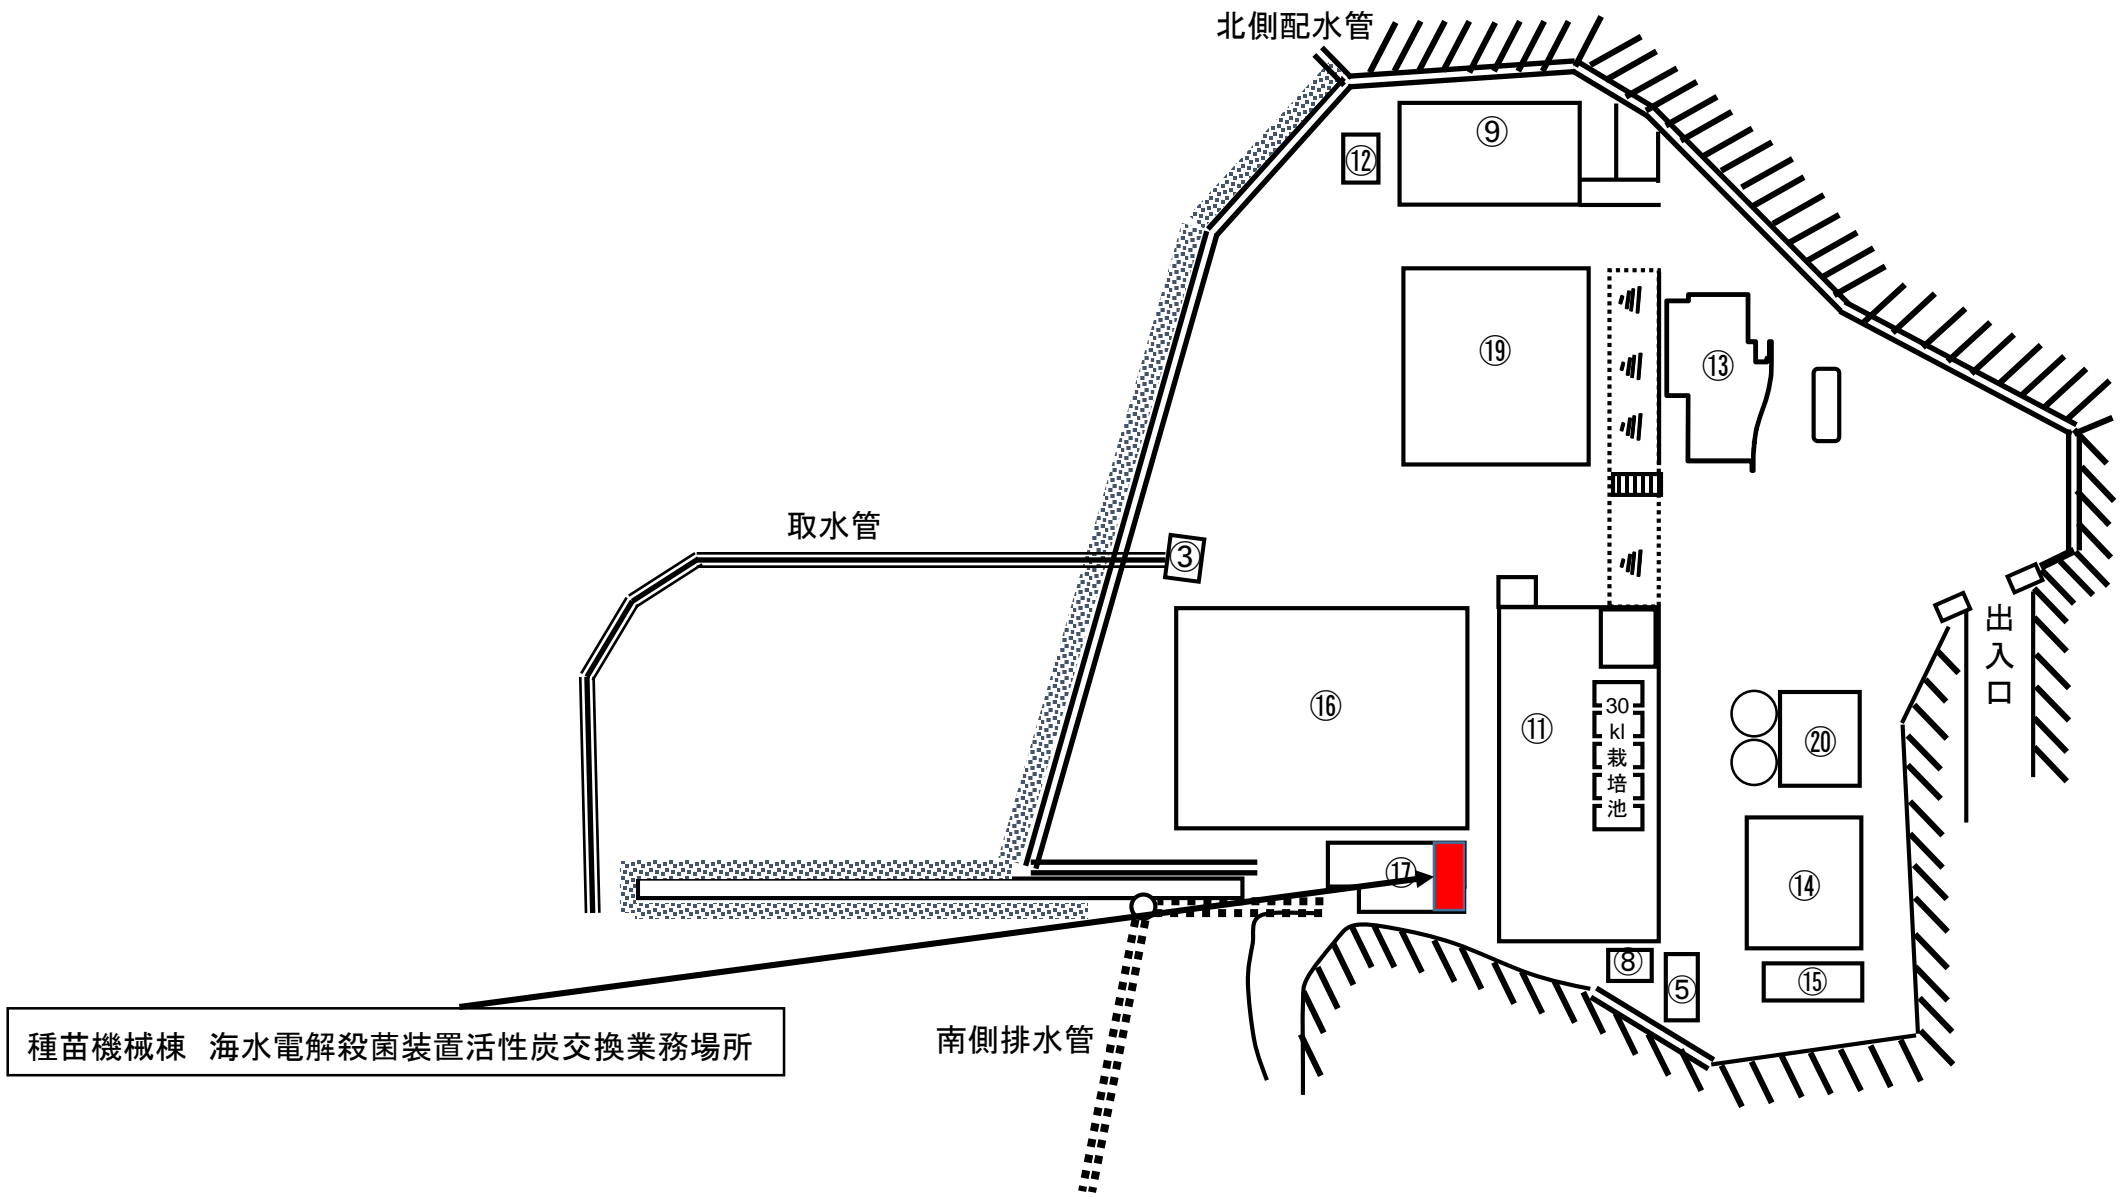 北側配水管
⑨
⑫
⑲
⑬
取水管
③
出入口
⑯
⑪
30
kl
栽
培
池
⑳
⑰
⑭
⑧
⑤
⑮
南側排水管
種苗機械棟　海水電解殺菌装置活性炭交換業務場所